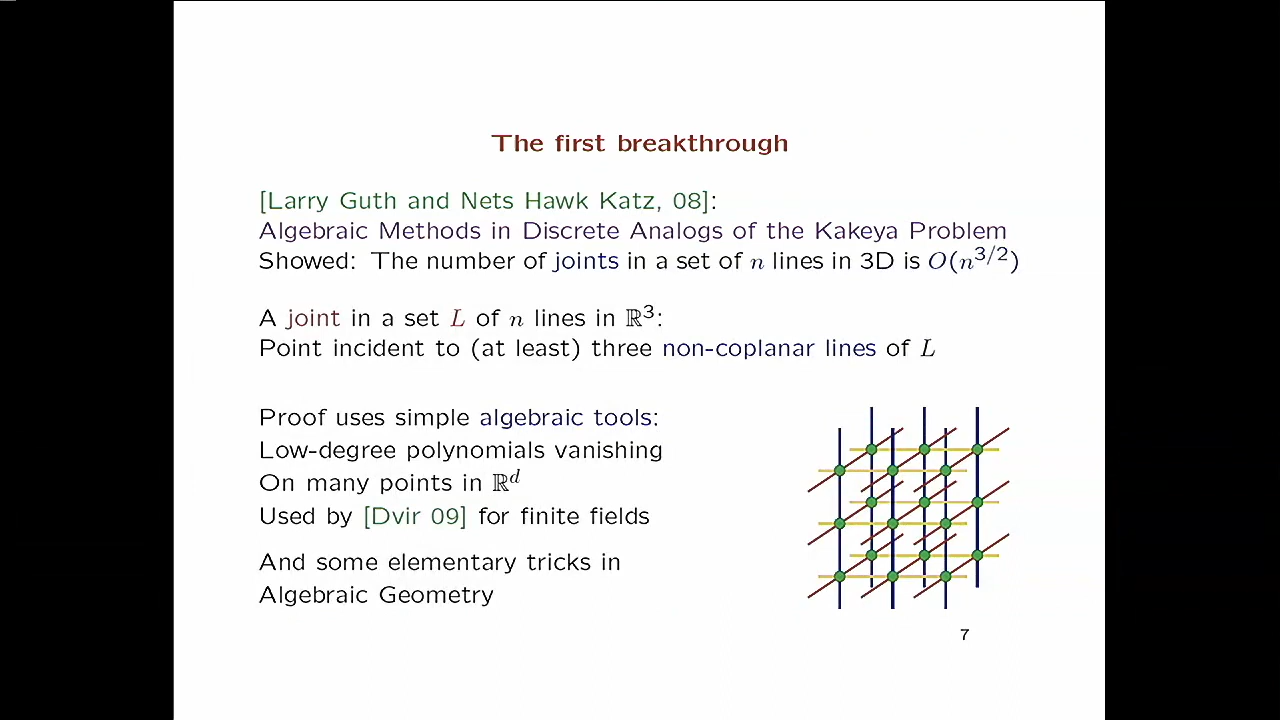 The first breakthrough
[Larry Guth and Nets Hawk Katz, 08]:
Algebraic Methods in Discrete Analogs of the Kakeya Problem
Showed: The number of joints in a set of n lines in 3D is O(n^{3/2})
A joint in a set L of n lines in ℝ³:
Point incident to (at least) three non-coplanar lines of L
Proof uses simple algebraic tools:
Low-degree polynomials vanishing
On many points in ℝ^d
Used by [Dvir 09] for finite fields
And some elementary tricks in
Algebraic Geometry
7